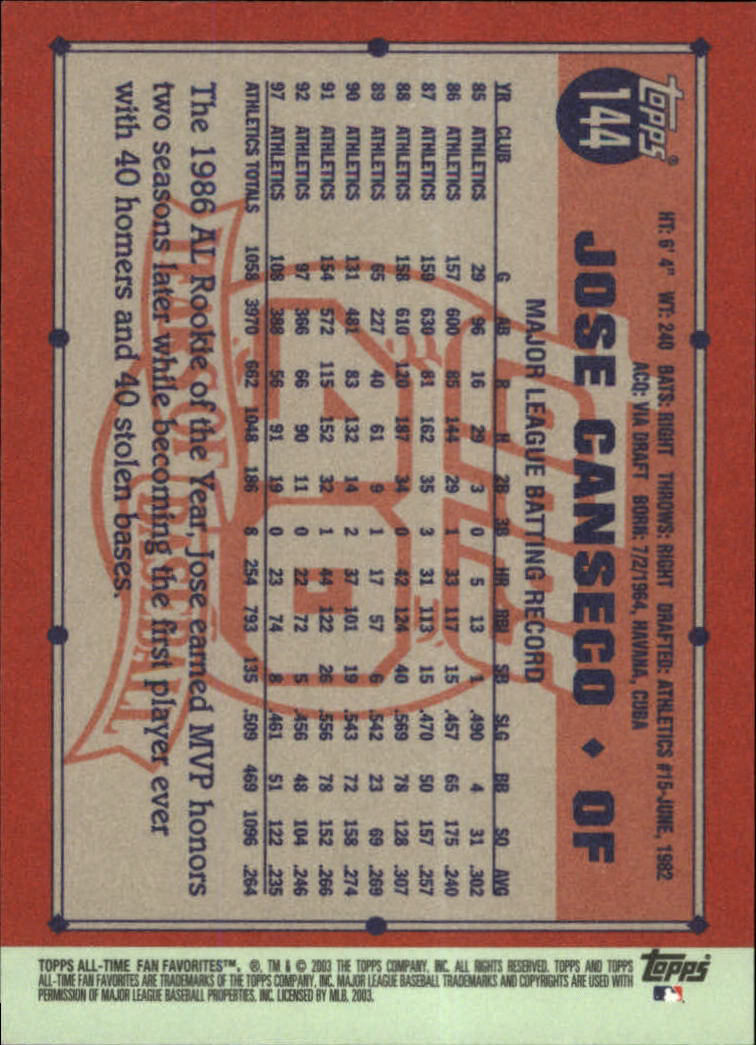 topps®
144
HT: 6' 4" WT: 240 BATS: RIGHT THROWS: RIGHT DRAFTED: ATHLETICS #15-JUNE, 1982
ACQ: VIA DRAFT BORN: 7/2/1964, HAVANA, CUBA
JOSE CANSECO ◆ OF
MAJOR LEAGUE BATTING RECORD
YR CLUB G AB R H 2B 3B HR RBI SB SLG BB SO AVG
85 ATHLETICS 29 96 16 29 3 0 5 13 1 .490 4 31 .302
86 ATHLETICS 157 600 85 144 29 1 33 117 15 .457 65 175 .240
87 ATHLETICS 159 630 81 162 35 3 31 113 15 .470 50 157 .257
88 ATHLETICS 158 610 120 187 34 0 42 124 40 .569 78 128 .307
89 ATHLETICS 65 227 40 61 9 1 17 57 6 .542 23 69 .269
90 ATHLETICS 131 481 83 132 14 2 37 101 19 .543 72 158 .274
91 ATHLETICS 154 572 115 152 32 1 44 122 26 .556 78 152 .266
92 ATHLETICS 97 366 66 90 11 0 22 72 5 .456 48 104 .246
97 ATHLETICS 108 388 56 91 19 0 23 74 8 .461 51 122 .235
ATHLETICS TOTALS 1058 3970 662 1048 186 8 254 793 135 .509 469 1096 .264
The 1986 AL Rookie of the Year, Jose earned MVP honors
two seasons later while becoming the first player ever
with 40 homers and 40 stolen bases.
TOPPS ALL-TIME FAN FAVORITES™, ®, TM & © 2003 THE TOPPS COMPANY, INC. ALL RIGHTS RESERVED. TOPPS AND TOPPS
ALL-TIME FAN FAVORITES ARE TRADEMARKS OF THE TOPPS COMPANY, INC. MAJOR LEAGUE BASEBALL TRADEMARKS AND COPYRIGHTS ARE USED WITH
PERMISSION OF MAJOR LEAGUE BASEBALL PROPERTIES, INC. LICENSED BY MLB, 2003.
topps